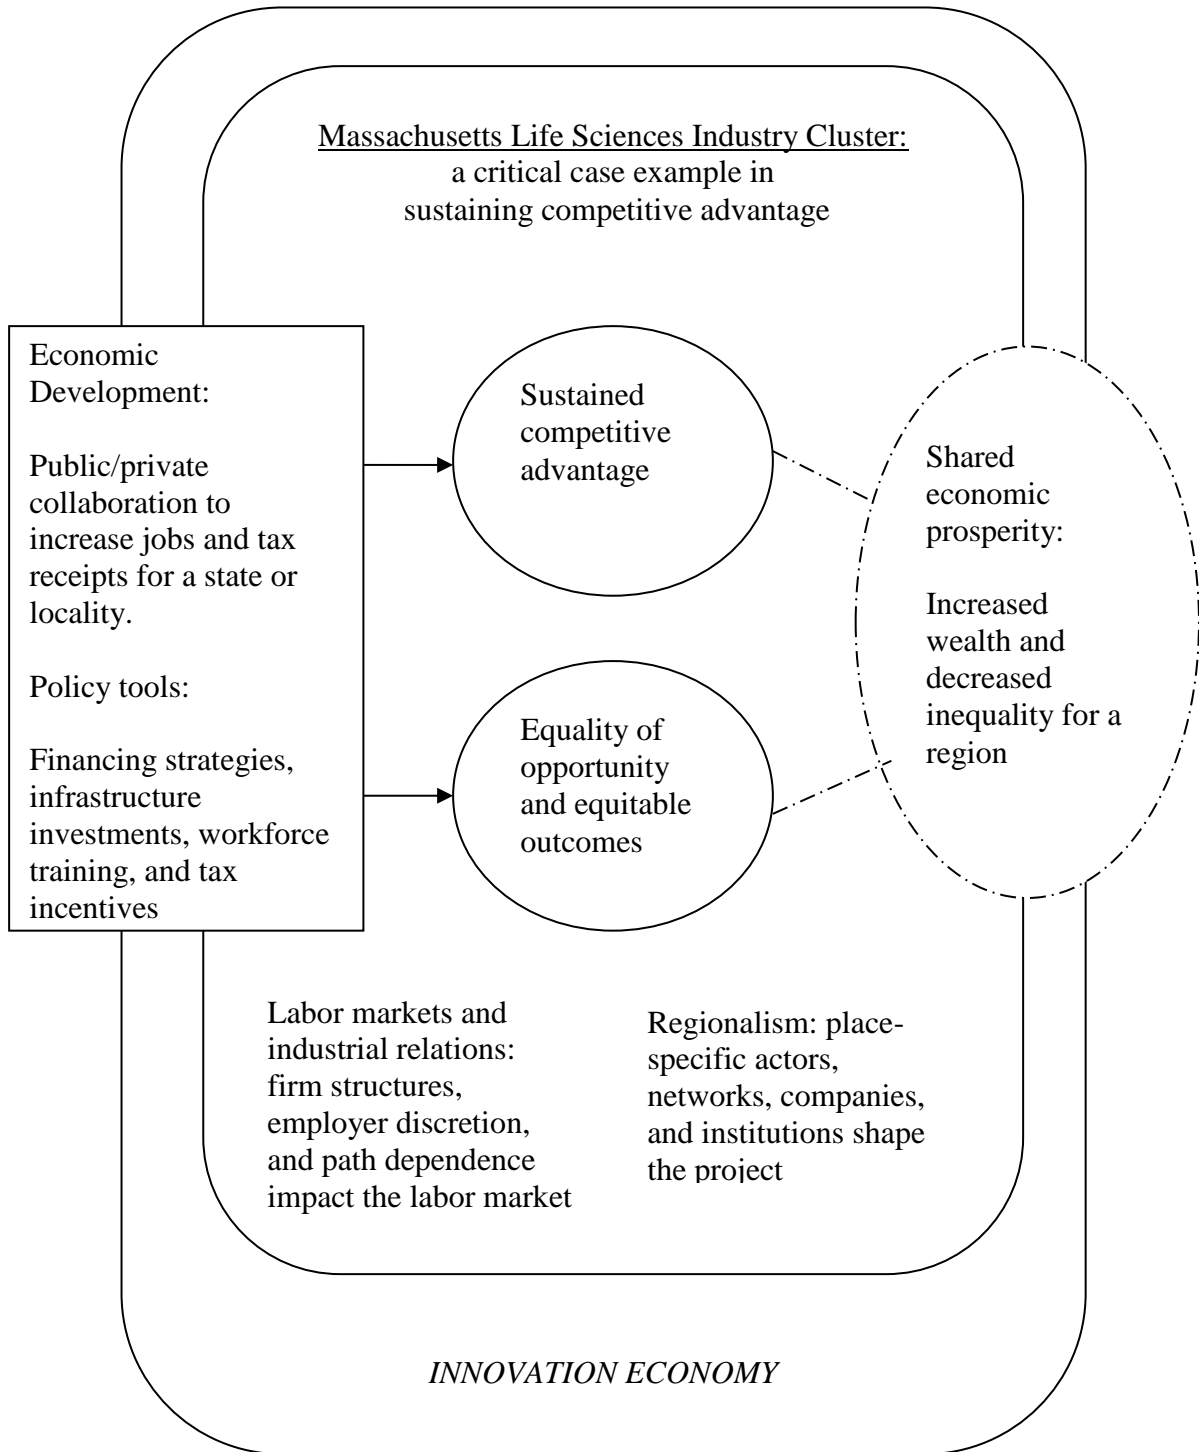 Massachusetts Life Sciences Industry Cluster:
a critical case example in
sustaining competitive advantage
Economic
Development:
Public/private
collaboration to
increase jobs and tax
receipts for a state or
locality.
Policy tools:
Financing strategies,
infrastructure
investments, workforce
training, and tax
incentives
Sustained
competitive
advantage
Equality of
opportunity
and equitable
outcomes
Shared
economic
prosperity:
Increased
wealth and
decreased
inequality for a
region
Labor markets and
industrial relations:
firm structures,
employer discretion,
and path dependence
impact the labor market
Regionalism: place-
specific actors,
networks, companies,
and institutions shape
the project
INNOVATION ECONOMY